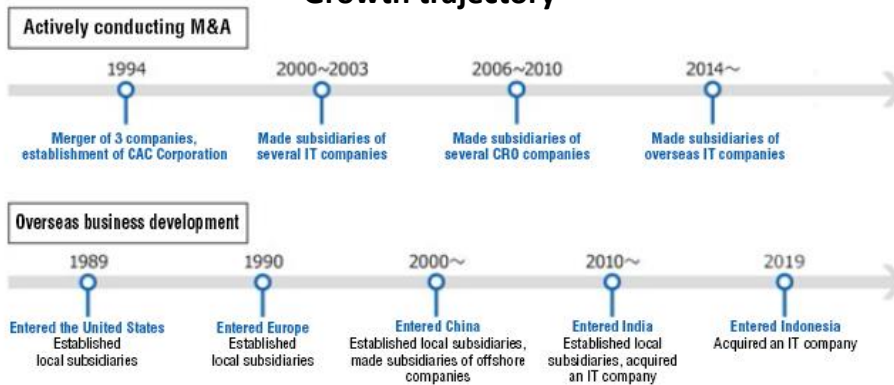 Growth trajectory
Actively conducting M&A
1994
2000~2003
2006~2010
2014~
Merger of 3 companies,
establishment of CAC Corporation
Made subsidiaries of
several IT companies
Made subsidiaries of
several CRO companies
Made subsidiaries of
overseas IT companies
Overseas business development
1989
1990
2000~
2010~
2019
Entered the United States
Established
local subsidiaries
Entered Europe
Established
local subsidiaries
Entered China
Established local subsidiaries,
made subsidiaries of offshore
companies
Entered India
Established local
subsidiaries, acquired
an IT company
Entered Indonesia
Acquired an IT company